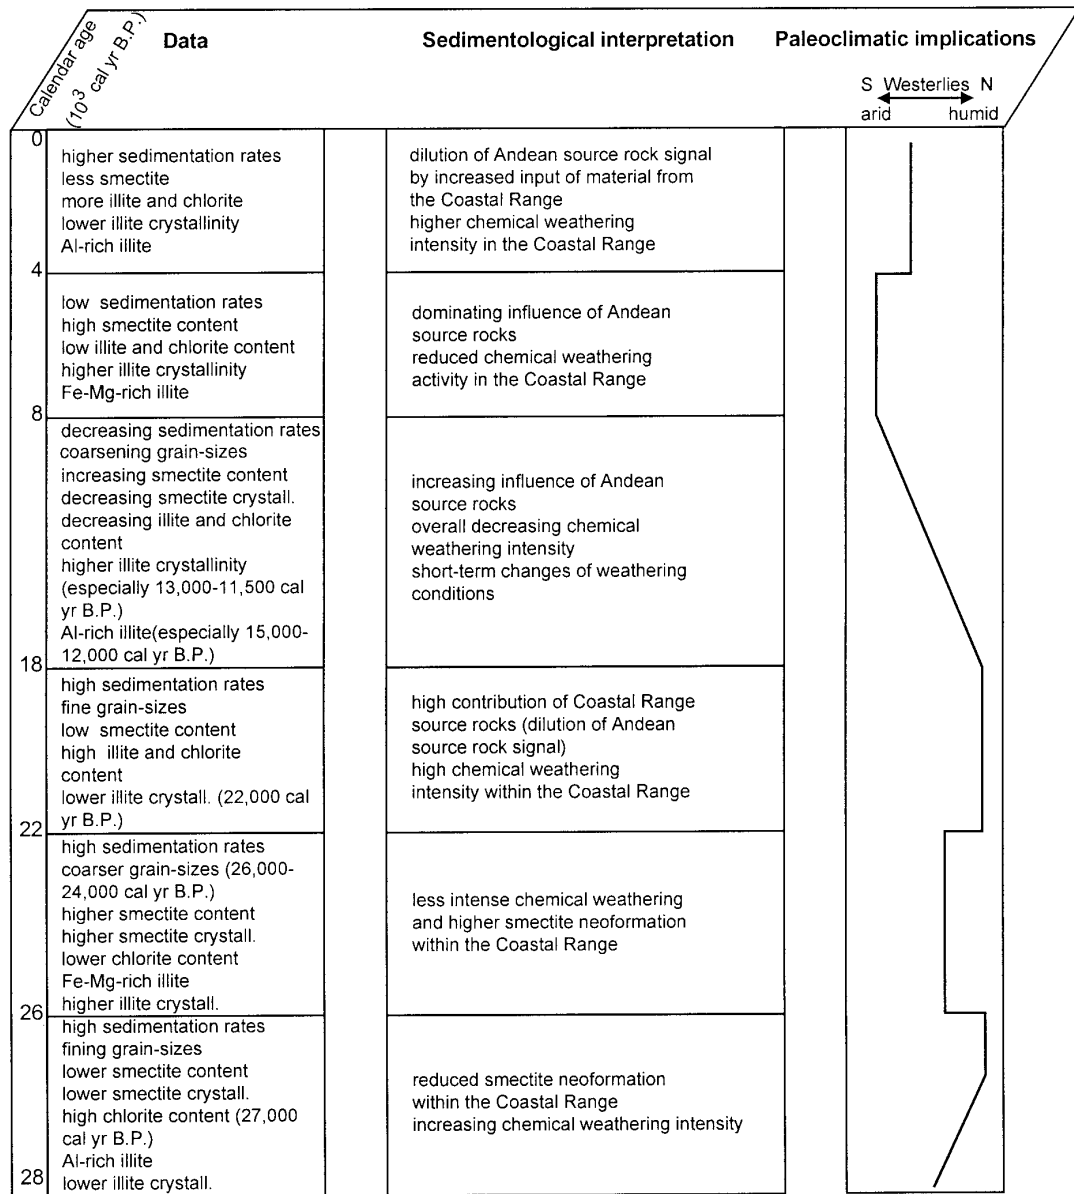 Calendar age
(10³ cal yr B.P.)
Data
Sedimentological interpretation
Paleoclimatic implications
S Westerlies N
arid humid
0
higher sedimentation rates
less smectite
more illite and chlorite
lower illite crystallinity
Al-rich illite
dilution of Andean source rock signal
by increased input of material from
the Coastal Range
higher chemical weathering
intensity in the Coastal Range
4
low sedimentation rates
high smectite content
low illite and chlorite content
higher illite crystallinity
Fe-Mg-rich illite
dominating influence of Andean
source rocks
reduced chemical weathering
activity in the Coastal Range
8
decreasing sedimentation rates
coarsening grain-sizes
increasing smectite content
decreasing smectite crystall.
decreasing illite and chlorite
content
higher illite crystallinity
(especially 13,000-11,500 cal
yr B.P.)
Al-rich illite(especially 15,000-
12,000 cal yr B.P.)
increasing influence of Andean
source rocks
overall decreasing chemical
weathering intensity
short-term changes of weathering
conditions
18
high sedimentation rates
fine grain-sizes
low smectite content
high illite and chlorite
content
lower illite crystall. (22,000 cal
yr B.P.)
high contribution of Coastal Range
source rocks (dilution of Andean
source rock signal)
high chemical weathering
intensity within the Coastal Range
22
high sedimentation rates
coarser grain-sizes (26,000-
24,000 cal yr B.P.)
higher smectite content
higher smectite crystall.
lower chlorite content
Fe-Mg-rich illite
higher illite crystall.
less intense chemical weathering
and higher smectite neoformation
within the Coastal Range
26
high sedimentation rates
fining grain-sizes
lower smectite content
lower smectite crystall.
high chlorite content (27,000
cal yr B.P.)
Al-rich illite
lower illite crystall.
reduced smectite neoformation
within the Coastal Range
increasing chemical weathering intensity
28